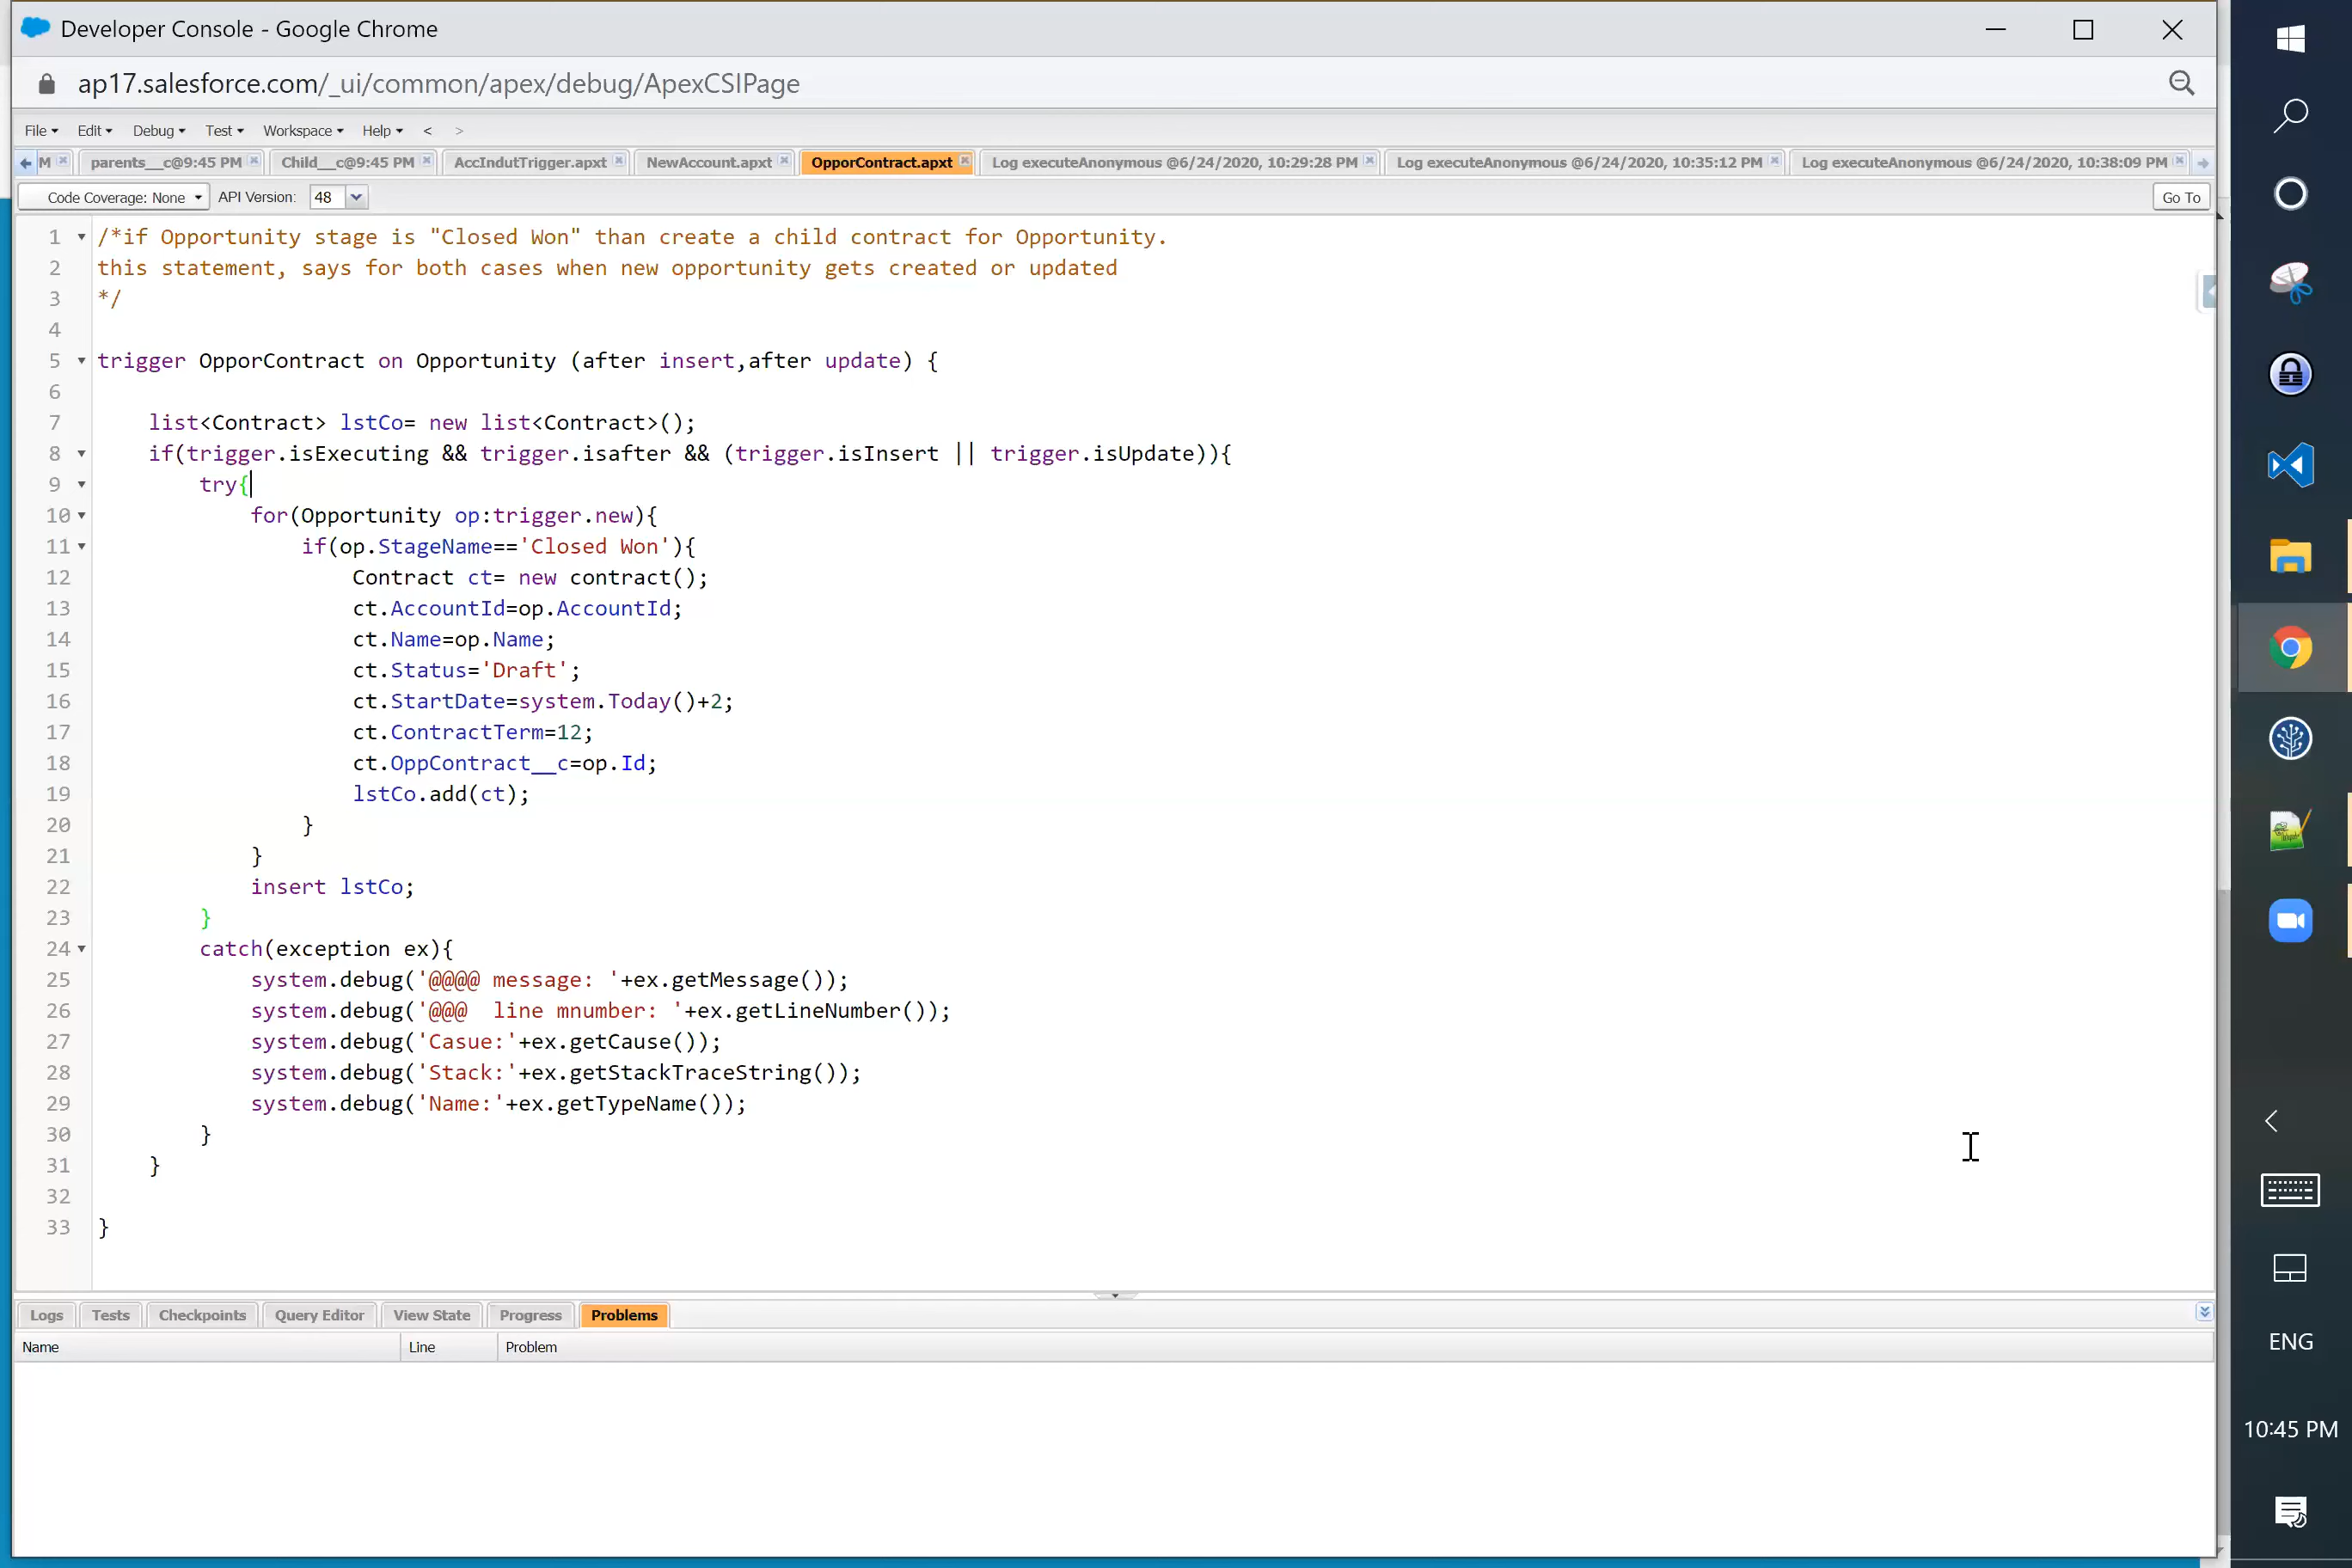 Developer Console - Google Chrome
ap17.salesforce.com/_ui/common/apex/debug/ApexCSIPage
File Edit Debug Test Workspace Help < >
M parents__c@9:45 PM Child__c@9:45 PM AccIndutTrigger.apxt NewAccount.apxt OpporContract.apxt Log executeAnonymous @6/24/2020, 10:29:28 PM Log executeAnonymous @6/24/2020, 10:35:12 PM Log executeAnonymous @6/24/2020, 10:38:09 PM
Code Coverage: None API Version: 48 Go To
1 /*if Opportunity stage is "Closed Won" than create a child contract for Opportunity.
2 this statement, says for both cases when new opportunity gets created or updated
3 */
4
5 trigger OpporContract on Opportunity (after insert,after update) {
6
7 list<Contract> lstCo= new list<Contract>();
8 if(trigger.isExecuting && trigger.isafter && (trigger.isInsert || trigger.isUpdate)){
9 try{
10 for(Opportunity op:trigger.new){
11 if(op.StageName=='Closed Won'){
12 Contract ct= new contract();
13 ct.AccountId=op.AccountId;
14 ct.Name=op.Name;
15 ct.Status='Draft';
16 ct.StartDate=system.Today()+2;
17 ct.ContractTerm=12;
18 ct.OppContract__c=op.Id;
19 lstCo.add(ct);
20 }
21 }
22 insert lstCo;
23 }
24 catch(exception ex){
25 system.debug('@@@@ message: '+ex.getMessage());
26 system.debug('@@@  line mnumber: '+ex.getLineNumber());
27 system.debug('Casue:'+ex.getCause());
28 system.debug('Stack:'+ex.getStackTraceString());
29 system.debug('Name:'+ex.getTypeName());
30 }
31 }
32
33 }
Logs Tests Checkpoints Query Editor View State Progress Problems
Name Line Problem
ENG
10:45 PM